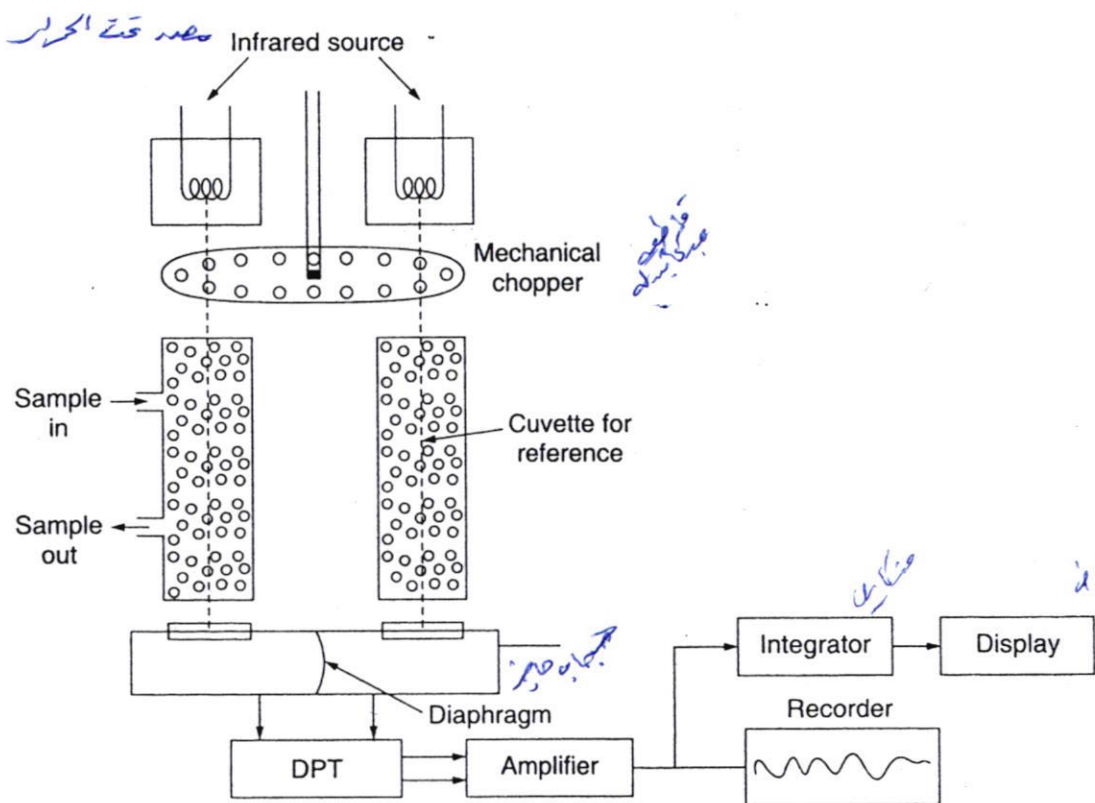 مصدر تحت الحمراء
Infrared source
Mechanical
chopper
Sample
in
Cuvette for
reference
Sample
out
Integrator
Display
Diaphragm
Recorder
DPT
Amplifier